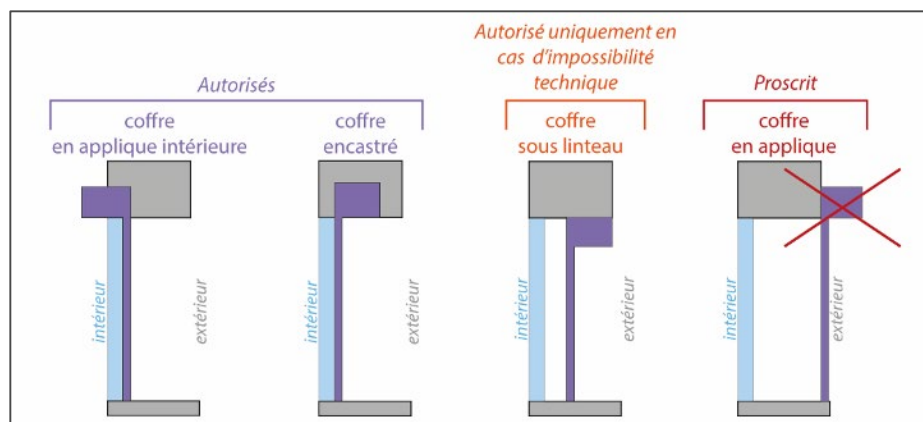 Autorisé uniquement en
cas d'impossibilité
technique
Autorisés
Proscrit
coffre
en applique intérieure
coffre
encastré
coffre
sous linteau
coffre
en applique
intérieur
extérieur
intérieur
extérieur
intérieur
extérieur
intérieur
extérieur